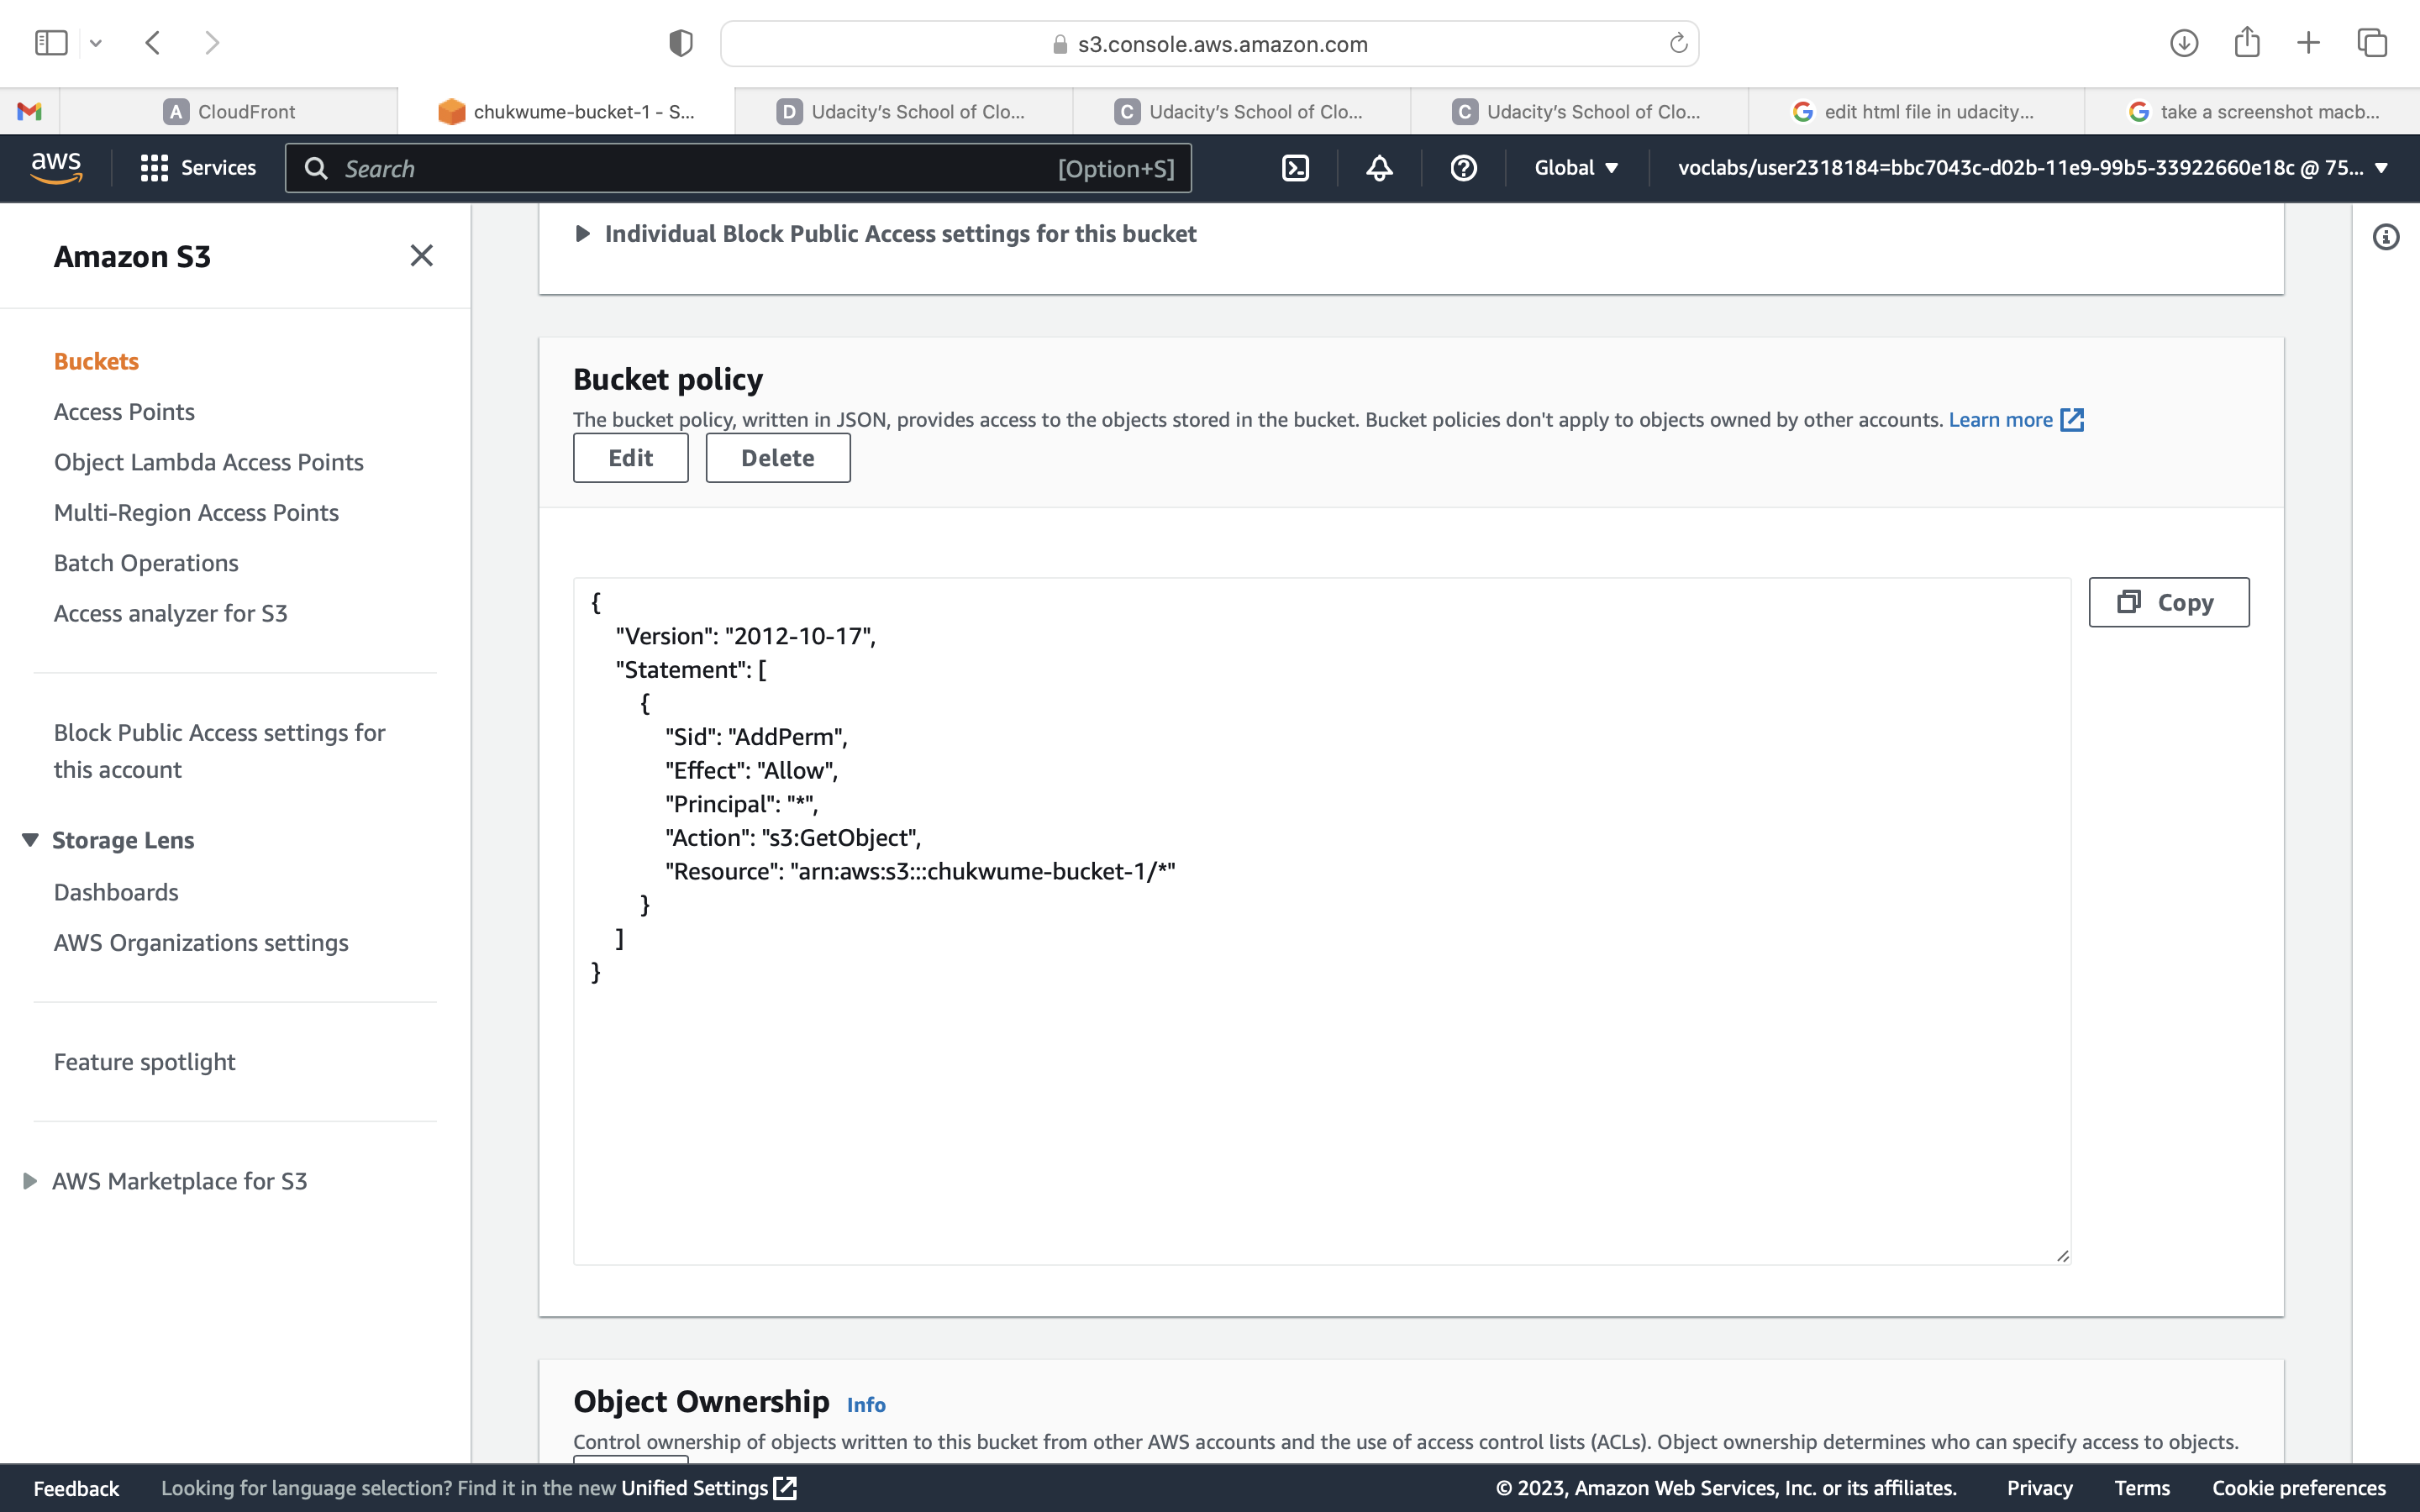 s3.console.aws.amazon.com
A CloudFront
chukwume-bucket-1 - S...
D Udacity's School of Clo...
C Udacity's School of Clo...
C Udacity's School of Clo...
edit html file in udacity...
take a screenshot macb...
aws
Services
Search
[Option+S]
Global
voclabs/user2318184=bbc7043c-d02b-11e9-99b5-33922660e18c @ 75...
Amazon S3
Buckets
Access Points
Object Lambda Access Points
Multi-Region Access Points
Batch Operations
Access analyzer for S3
Block Public Access settings for
this account
Storage Lens
Dashboards
AWS Organizations settings
Feature spotlight
AWS Marketplace for S3
Individual Block Public Access settings for this bucket
Bucket policy
The bucket policy, written in JSON, provides access to the objects stored in the bucket. Bucket policies don't apply to objects owned by other accounts. Learn more
Edit
Delete
Copy
{
"Version": "2012-10-17",
"Statement": [
{
"Sid": "AddPerm",
"Effect": "Allow",
"Principal": "*",
"Action": "s3:GetObject",
"Resource": "arn:aws:s3:::chukwume-bucket-1/*"
}
]
}
Object Ownership Info
Control ownership of objects written to this bucket from other AWS accounts and the use of access control lists (ACLs). Object ownership determines who can specify access to objects.
Feedback
Looking for language selection? Find it in the new Unified Settings
© 2023, Amazon Web Services, Inc. or its affiliates.
Privacy
Terms
Cookie preferences